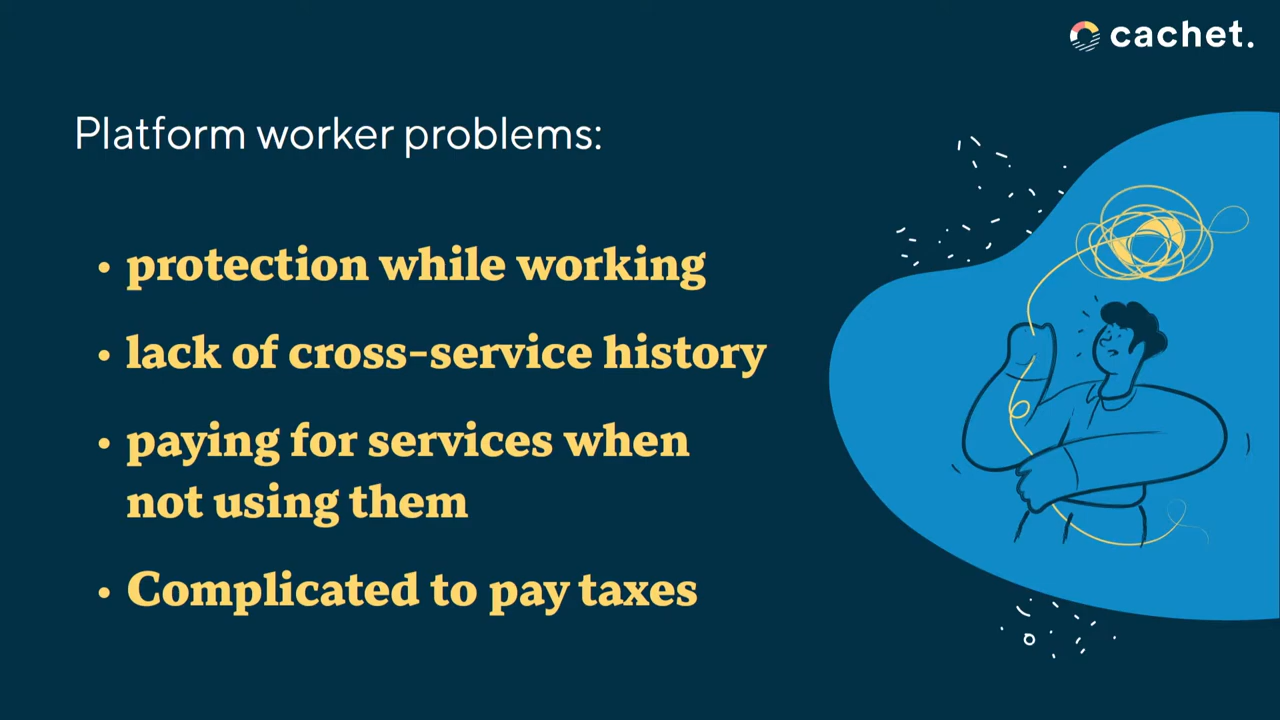 cachet.
Platform worker problems:
• protection while working
• lack of cross-service history
• paying for services when
not using them
• Complicated to pay taxes